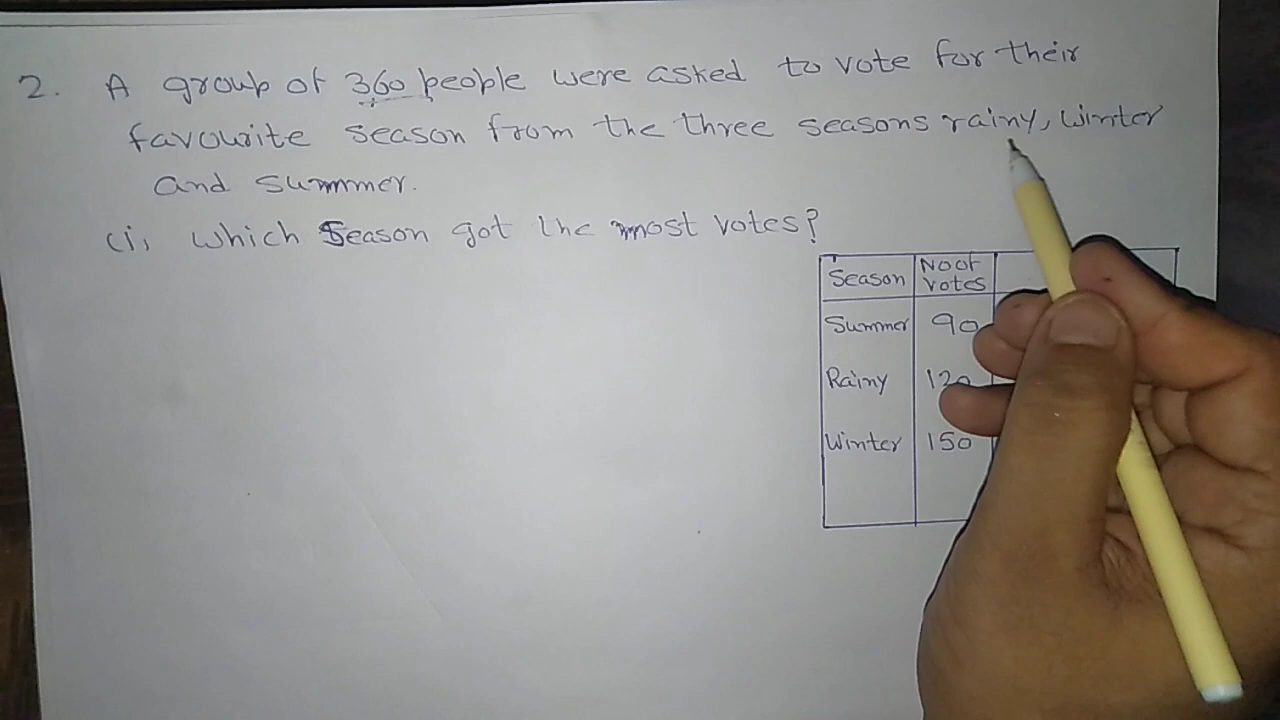 2. A group of 360 people were asked to vote for their
favourite season from the three seasons rainy, winter
and summer.
(i) which Season got the most votes?
Season No of votes
Summer 90
Rainy 120
Winter 150